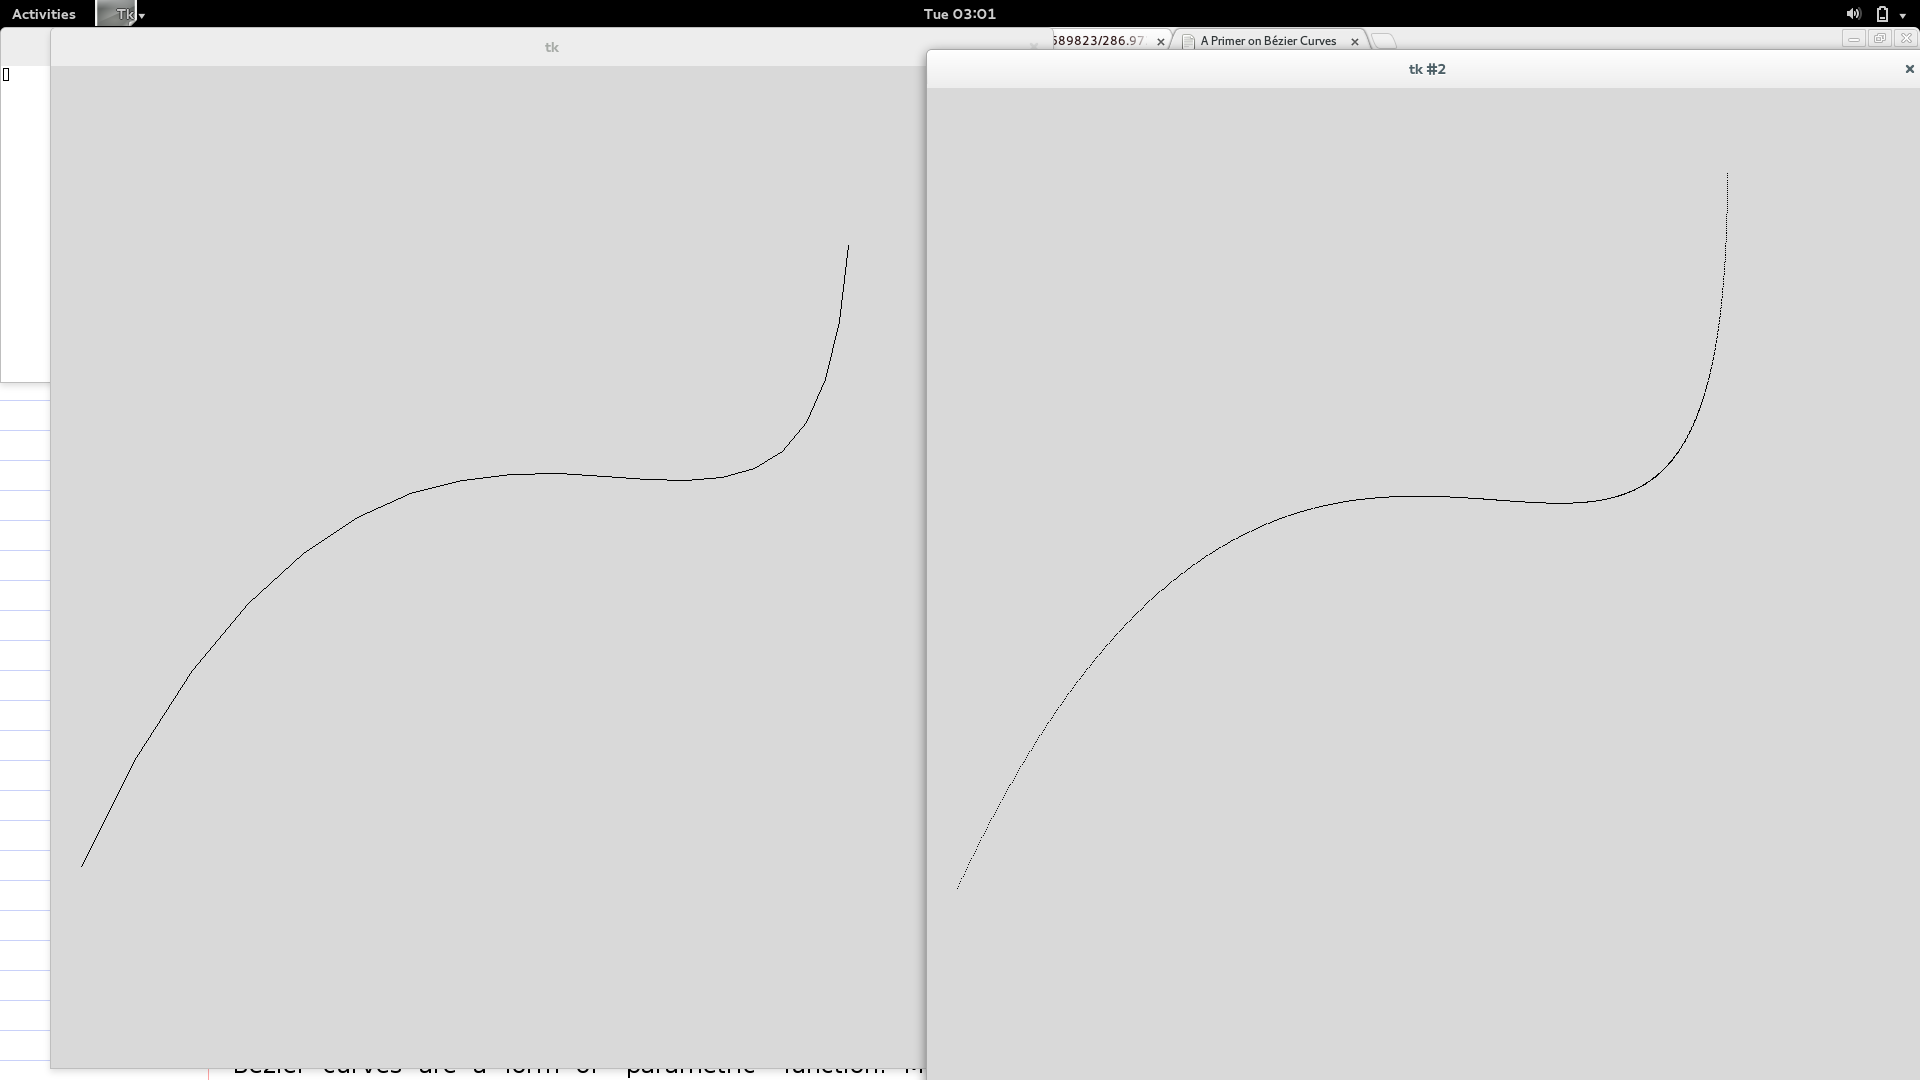 Activities Tk Tue 03:01
tk
589823/286.97 A Primer on Bézier Curves
tk #2
Bézier curves are a form of "parametric" function.